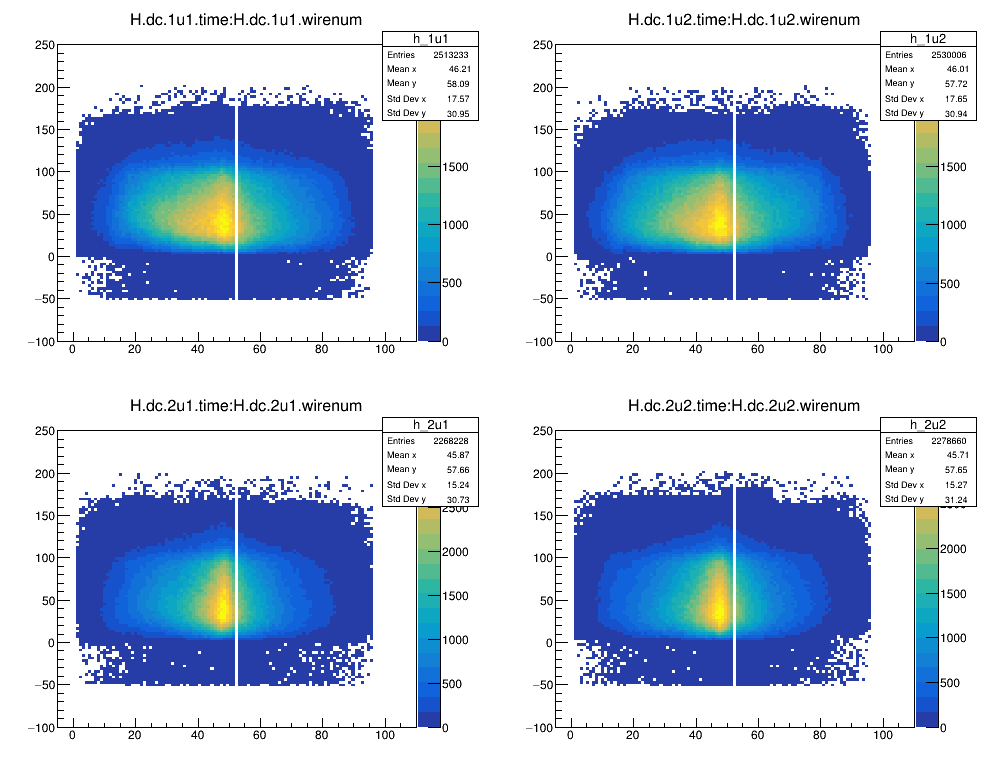 H.dc.1u1.time:H.dc.1u1.wirenum
h_1u1
Entries 2513233
Mean x 46.21
Mean y 58.09
Std Dev x 17.57
Std Dev y 30.95
250
200
150
100
50
0
−50
−100
0 20 40 60 80 100
1500
1000
500
0
H.dc.1u2.time:H.dc.1u2.wirenum
h_1u2
Entries 2530006
Mean x 46.01
Mean y 57.72
Std Dev x 17.65
Std Dev y 30.94
250
200
150
100
50
0
−50
−100
0 20 40 60 80 100
1500
1000
500
0
H.dc.2u1.time:H.dc.2u1.wirenum
h_2u1
Entries 2268228
Mean x 45.87
Mean y 57.66
Std Dev x 15.24
Std Dev y 30.73
250
200
150
100
50
0
−50
−100
0 20 40 60 80 100
2500
2000
1500
1000
500
0
H.dc.2u2.time:H.dc.2u2.wirenum
h_2u2
Entries 2278660
Mean x 45.71
Mean y 57.65
Std Dev x 15.27
Std Dev y 31.24
250
200
150
100
50
0
−50
−100
0 20 40 60 80 100
2000
1500
1000
500
0